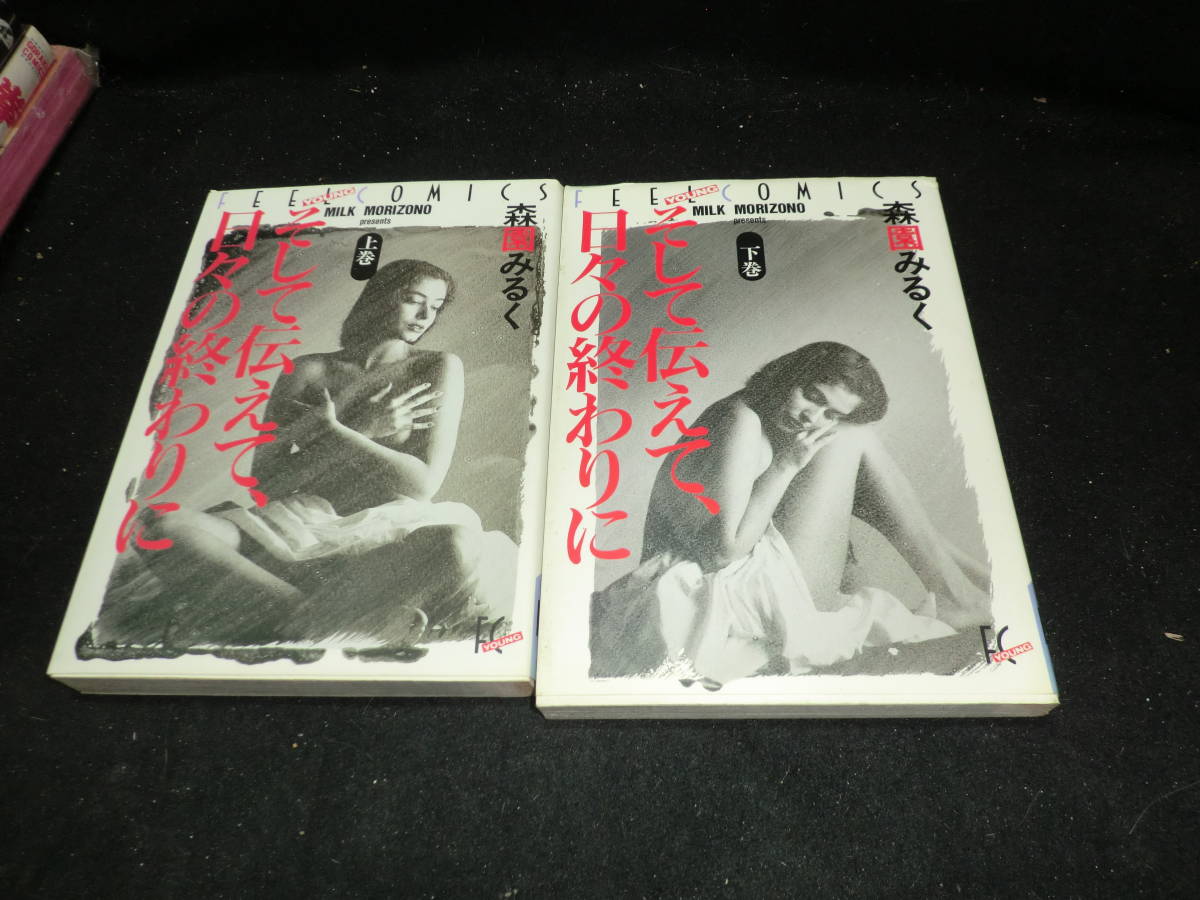 FEEL COMICS
YOUNG
MILK MORIZONO
presents
森園みるく
そして伝えて、
日々の終わりに
上巻
FC
YOUNG
FEEL COMICS
YOUNG
MILK MORIZONO
presents
森園みるく
そして伝えて、
日々の終わりに
下巻
FC
YOUNG
COMICS